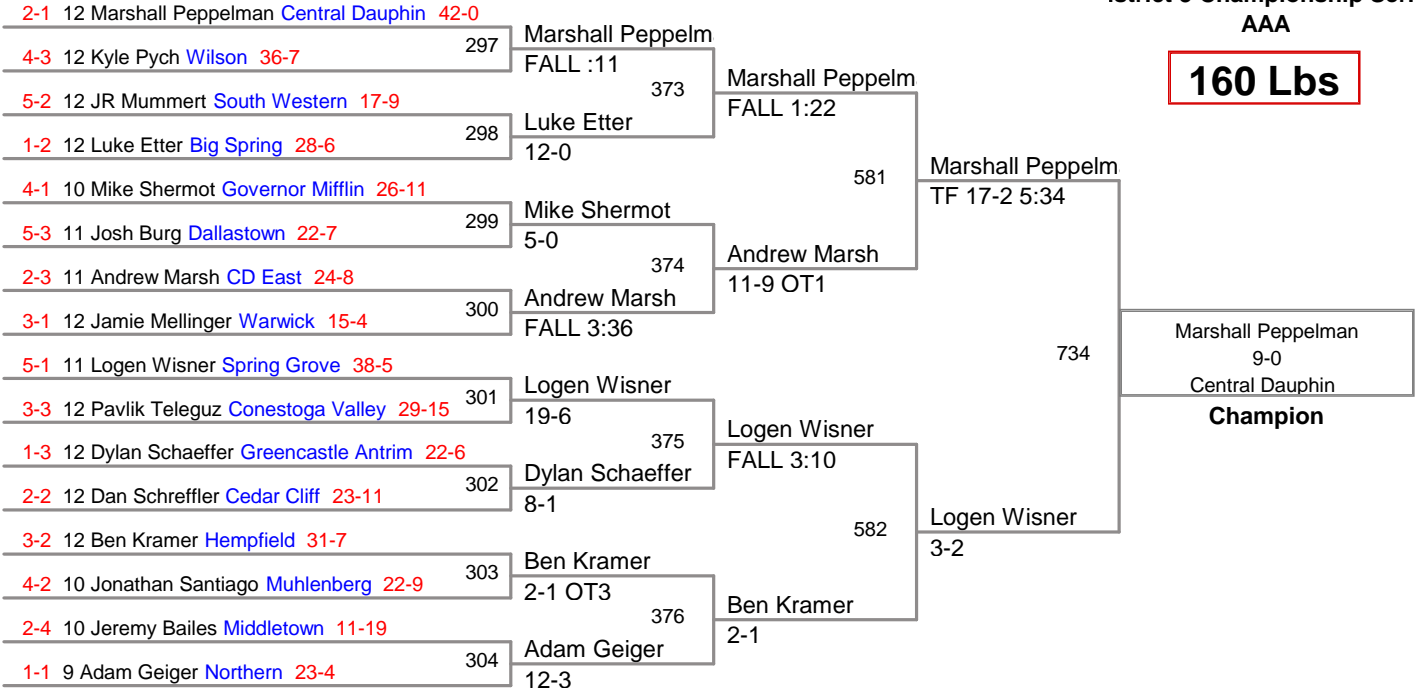 istrict 3 Championship Seri
AAA
160 Lbs
2-1 12 Marshall Peppelman Central Dauphin 42-0
297
4-3 12 Kyle Pych Wilson 36-7
5-2 12 JR Mummert South Western 17-9
298
1-2 12 Luke Etter Big Spring 28-6
4-1 10 Mike Shermot Governor Mifflin 26-11
299
5-3 11 Josh Burg Dallastown 22-7
2-3 11 Andrew Marsh CD East 24-8
300
3-1 12 Jamie Mellinger Warwick 15-4
5-1 11 Logen Wisner Spring Grove 38-5
301
3-3 12 Pavlik Teleguz Conestoga Valley 29-15
1-3 12 Dylan Schaeffer Greencastle Antrim 22-6
302
2-2 12 Dan Schreffler Cedar Cliff 23-11
3-2 12 Ben Kramer Hempfield 31-7
303
4-2 10 Jonathan Santiago Muhlenberg 22-9
2-4 10 Jeremy Bailes Middletown 11-19
304
1-1 9 Adam Geiger Northern 23-4
Marshall Peppelm
FALL :11
373
Luke Etter
12-0
Mike Shermot
5-0
374
Andrew Marsh
FALL 3:36
Logen Wisner
19-6
375
Dylan Schaeffer
8-1
Ben Kramer
2-1 OT3
376
Adam Geiger
12-3
Marshall Peppelm
FALL 1:22
581
Andrew Marsh
11-9 OT1
Logen Wisner
FALL 3:10
582
Ben Kramer
2-1
Marshall Peppelm
TF 17-2 5:34
734
Logen Wisner
3-2
Marshall Peppelman
9-0
Central Dauphin
Champion